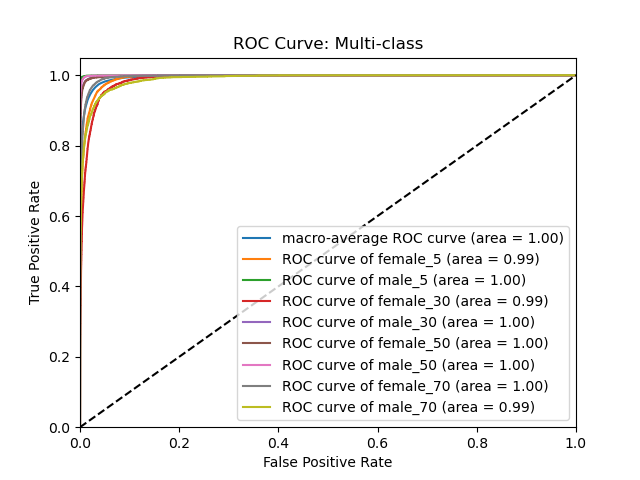 ROC Curve: Multi-class
True Positive Rate
1.0
0.8
0.6
0.4
0.2
0.0
macro-average ROC curve (area = 1.00)
ROC curve of female_5 (area = 0.99)
ROC curve of male_5 (area = 1.00)
ROC curve of female_30 (area = 0.99)
ROC curve of male_30 (area = 1.00)
ROC curve of female_50 (area = 1.00)
ROC curve of male_50 (area = 1.00)
ROC curve of female_70 (area = 1.00)
ROC curve of male_70 (area = 0.99)
0.0 0.2 0.4 0.6 0.8 1.0
False Positive Rate